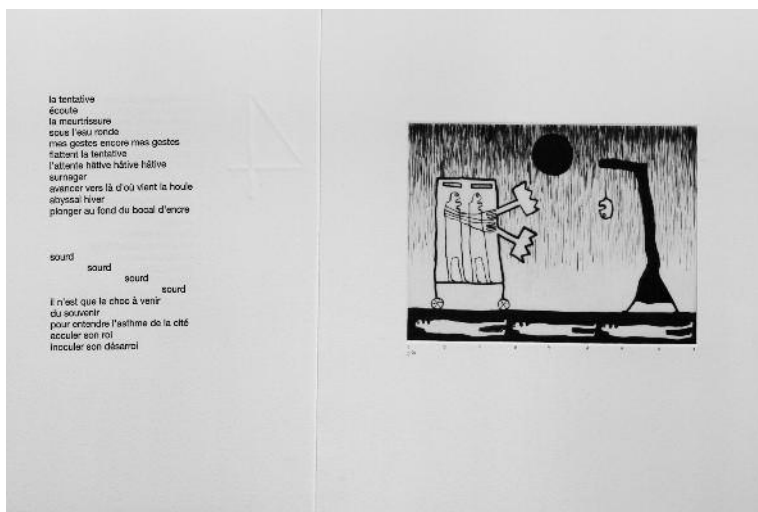 la tentative
écoute
la meurtrissure
sous l'eau ronde
mes gestes encore mes gestes
flattent la tentative
l'attente hâtive hâtive hâtive
surnager
avancer vers là d'où vient la houle
abyssal hiver
plonger au fond du bocal d'encre
sourd
sourd
sourd
sourd
il n'est que le choc à venir
du souvenir
pour entendre l'asthme de la cité
acculer son roi
inoculer son désarroi
4